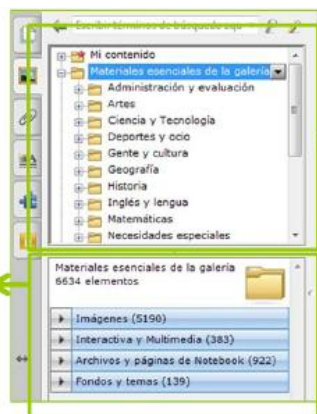 Escribir términos de búsqueda aquí
Mi contenido
Materiales esenciales de la galería
Administración y evaluación
Artes
Ciencia y Tecnología
Deportes y ocio
Gente y cultura
Geografía
Historia
Inglés y lengua
Matemáticas
Necesidades especiales
Materiales esenciales de la galería
6634 elementos
Imágenes (5190)
Interactiva y Multimedia (383)
Archivos y páginas de Notebook (922)
Fondos y temas (139)